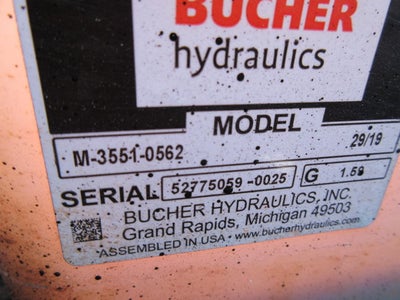 BUCHER
hydraulics
MODEL
M-3551-0562
29/19
SERIAL 52775059-0025 G 1.59
BUCHER HYDRAULICS, INC.
Grand Rapids, Michigan 49503
ASSEMBLED IN USA • www.bucherhydraulics.com